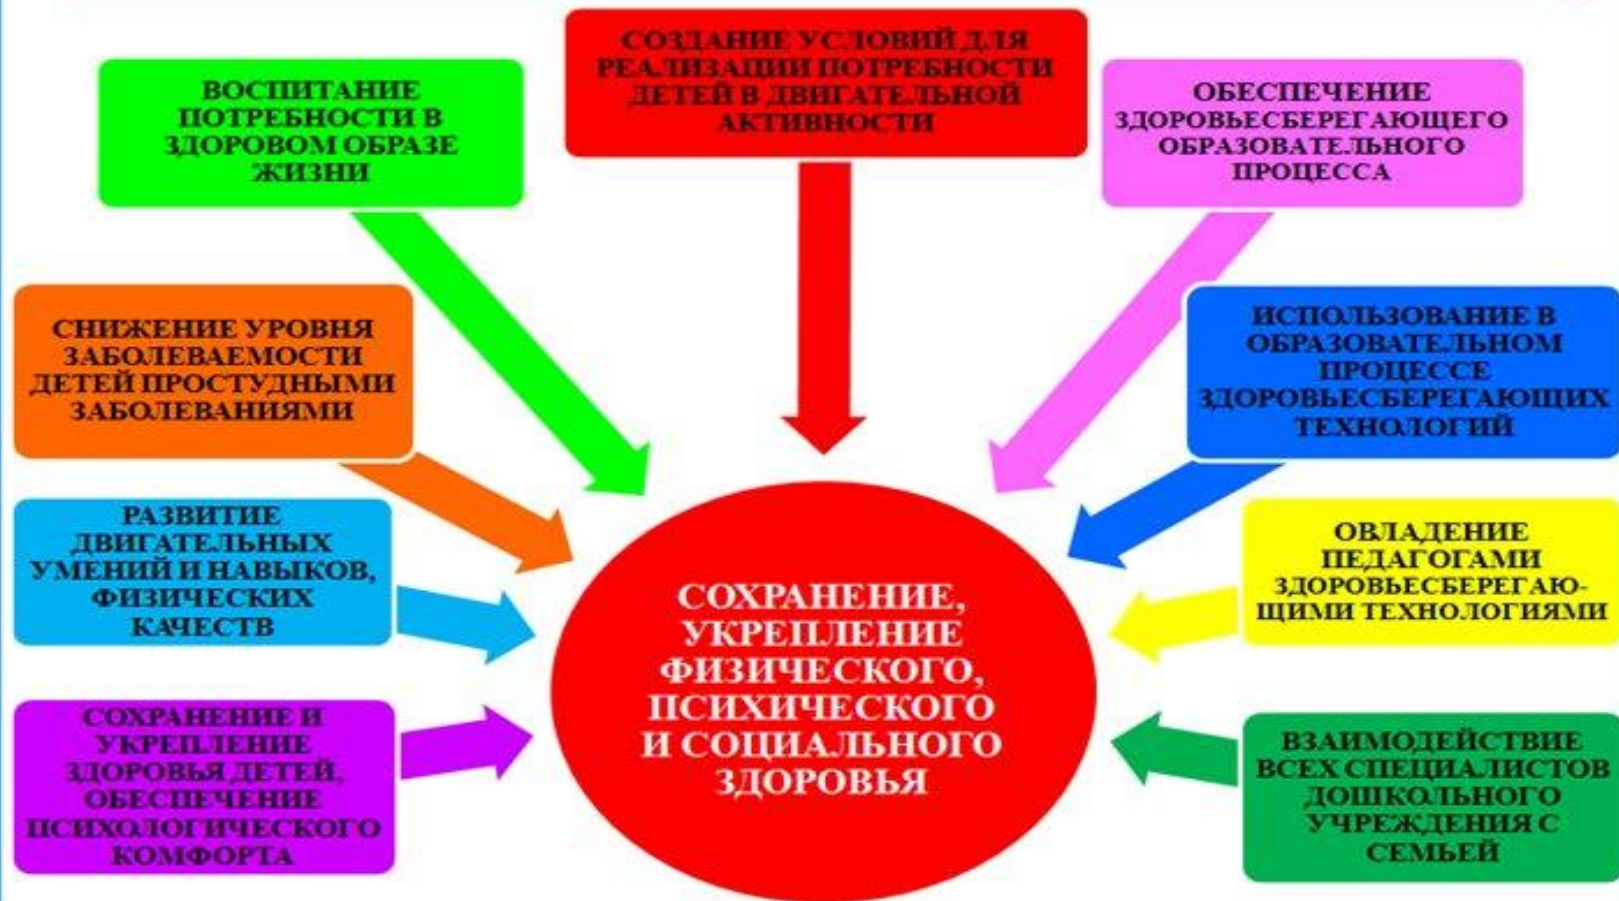 СОЗДАНИЕ УСЛОВИЙ ДЛЯ
РЕАЛИЗАЦИИ ПОТРЕБНОСТИ
ДЕТЕЙ В ДВИГАТЕЛЬНОЙ
АКТИВНОСТИ
ВОСПИТАНИЕ
ПОТРЕБНОСТИ В
ЗДОРОВОМ ОБРАЗЕ
ЖИЗНИ
ОБЕСПЕЧЕНИЕ
ЗДОРОВЬЕСБЕРЕГАЮЩЕГО
ОБРАЗОВАТЕЛЬНОГО
ПРОЦЕССА
СНИЖЕНИЕ УРОВНЯ
ЗАБОЛЕВАЕМОСТИ
ДЕТЕЙ ПРОСТУДНЫМИ
ЗАБОЛЕВАНИЯМИ
ИСПОЛЬЗОВАНИЕ В
ОБРАЗОВАТЕЛЬНОМ
ПРОЦЕССЕ
ЗДОРОВЬЕСБЕРЕГАЮЩИХ
ТЕХНОЛОГИЙ
РАЗВИТИЕ
ДВИГАТЕЛЬНЫХ
УМЕНИЙ И НАВЫКОВ,
ФИЗИЧЕСКИХ
КАЧЕСТВ
ОВЛАДЕНИЕ
ПЕДАГОГАМИ
ЗДОРОВЬЕСБЕРЕГАЮ-
ЩИМИ ТЕХНОЛОГИЯМИ
СОХРАНЕНИЕ,
УКРЕПЛЕНИЕ
ФИЗИЧЕСКОГО,
ПСИХИЧЕСКОГО
И СОЦИАЛЬНОГО
ЗДОРОВЬЯ
СОХРАНЕНИЕ И
УКРЕПЛЕНИЕ
ЗДОРОВЬЯ ДЕТЕЙ,
ОБЕСПЕЧЕНИЕ
ПСИХОЛОГИЧЕСКОГО
КОМФОРТА
ВЗАИМОДЕЙСТВИЕ
ВСЕХ СПЕЦИАЛИСТОВ
ДОШКОЛЬНОГО
УЧРЕЖДЕНИЯ С
СЕМЬЕЙ